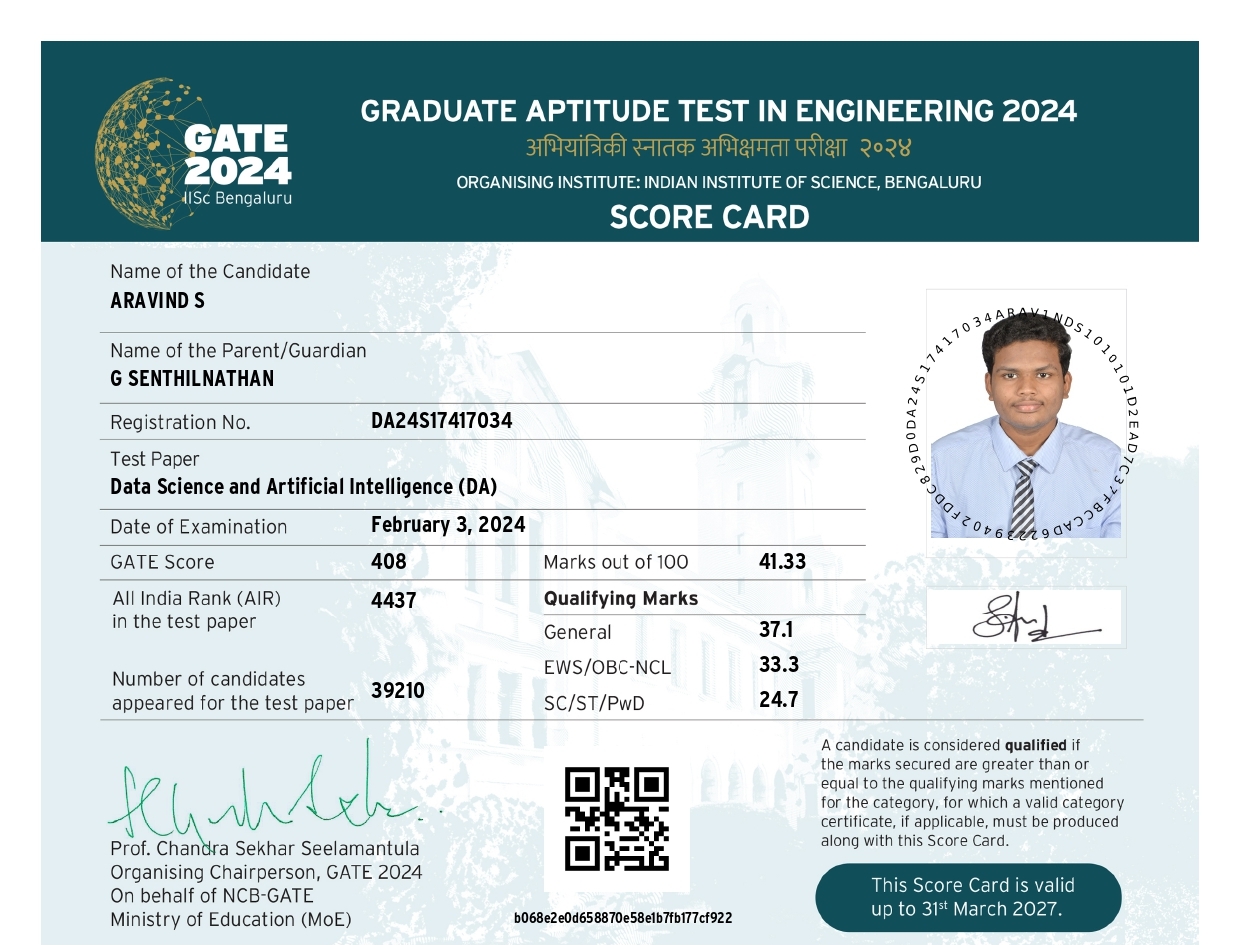 GATE
2024
IISc Bengaluru
GRADUATE APTITUDE TEST IN ENGINEERING 2024
अभियांत्रिकी स्नातक अभिक्षमता परीक्षा २०२४
ORGANISING INSTITUTE: INDIAN INSTITUTE OF SCIENCE, BENGALURU
SCORE CARD
Name of the Candidate
ARAVIND S
Name of the Parent/Guardian
G SENTHILNATHAN
Registration No. DA24S17417034
Test Paper
Data Science and Artificial Intelligence (DA)
Date of Examination February 3, 2024
GATE Score 408 Marks out of 100 41.33
All India Rank (AIR)
in the test paper 4437
Qualifying Marks
General 37.1
EWS/OBC-NCL 33.3
SC/ST/PwD 24.7
Number of candidates
appeared for the test paper 39210
A candidate is considered qualified if
the marks secured are greater than or
equal to the qualifying marks mentioned
for the category, for which a valid category
certificate, if applicable, must be produced
along with this Score Card.
Prof. Chandra Sekhar Seelamantula
Organising Chairperson, GATE 2024
On behalf of NCB-GATE
Ministry of Education (MoE)
b068e2e0d658870e58e1b7fb177cf922
This Score Card is valid
up to 31st March 2027.